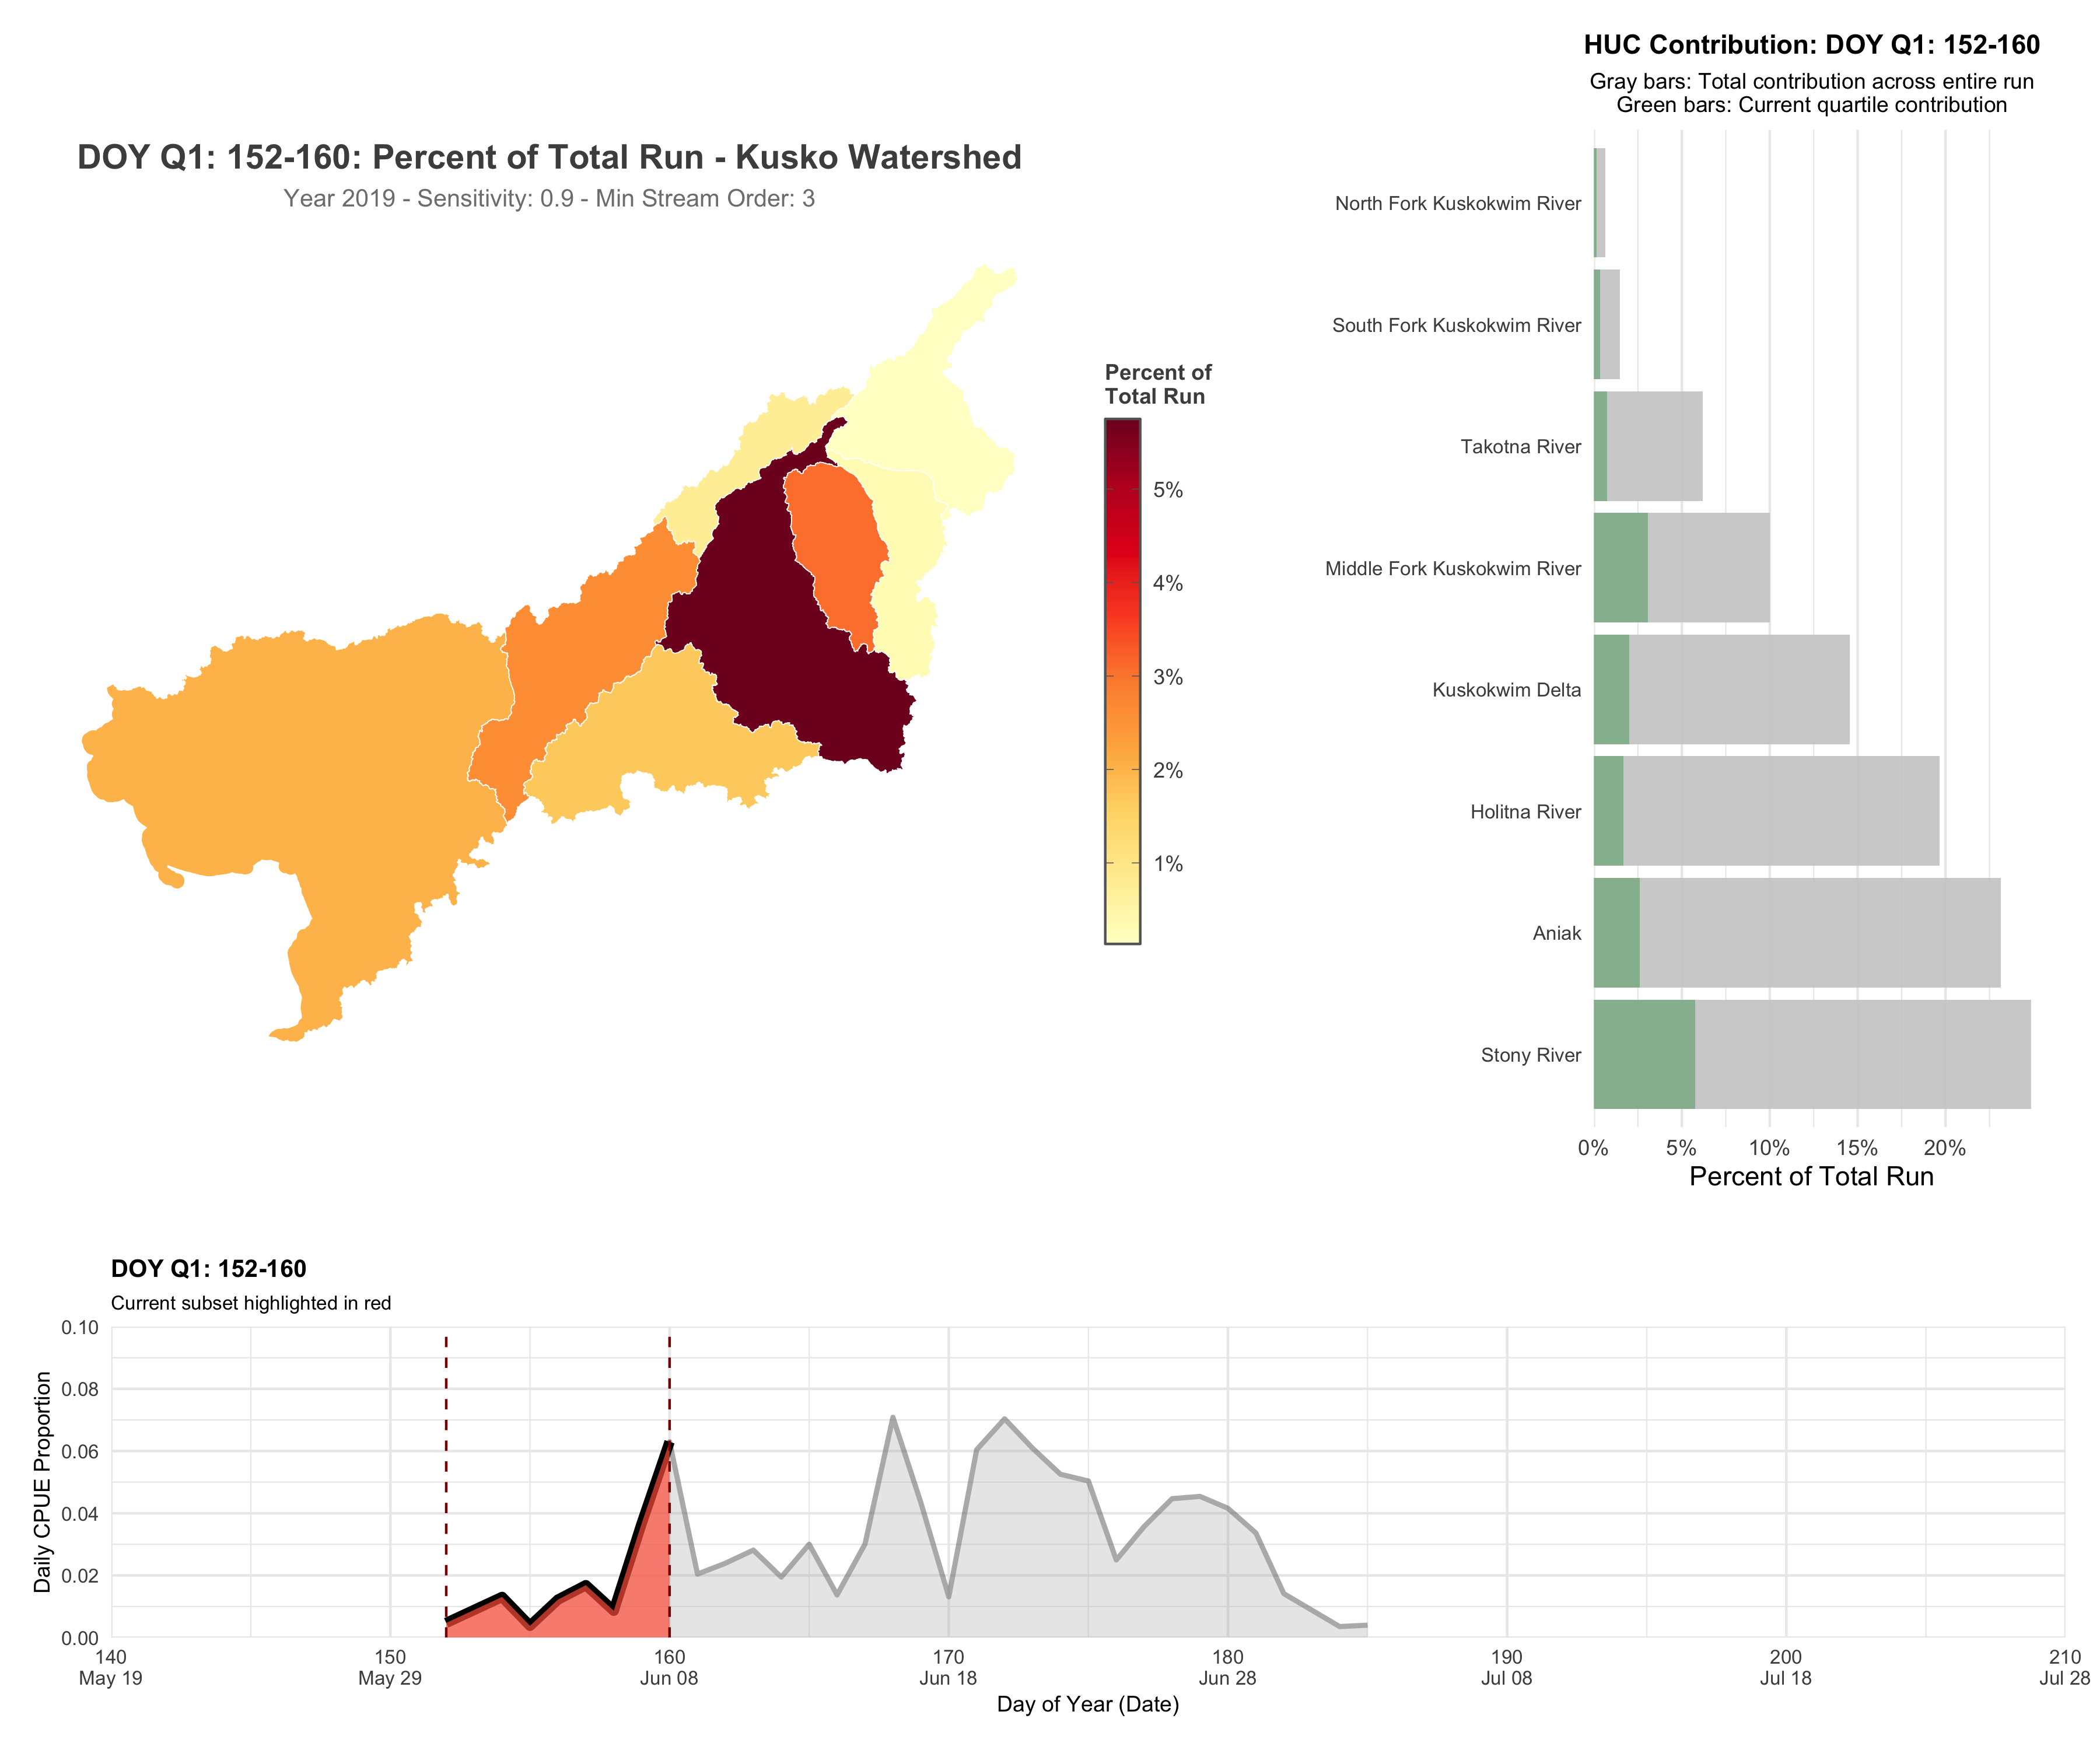 HUC Contribution: DOY Q1: 152-160
Gray bars: Total contribution across entire run
Green bars: Current quartile contribution
DOY Q1: 152-160: Percent of Total Run - Kusko Watershed
Year 2019 - Sensitivity: 0.9 - Min Stream Order: 3
Percent of
Total Run
5%
4%
3%
2%
1%
North Fork Kuskokwim River
South Fork Kuskokwim River
Takotna River
Middle Fork Kuskokwim River
Kuskokwim Delta
Holitna River
Aniak
Stony River
0% 5% 10% 15% 20%
Percent of Total Run
DOY Q1: 152-160
Current subset highlighted in red
Daily CPUE Proportion
0.10
0.08
0.06
0.04
0.02
0.00
140 150 160 170 180 190 200 210
May 19 May 29 Jun 08 Jun 18 Jun 28 Jul 08 Jul 18 Jul 28
Day of Year (Date)